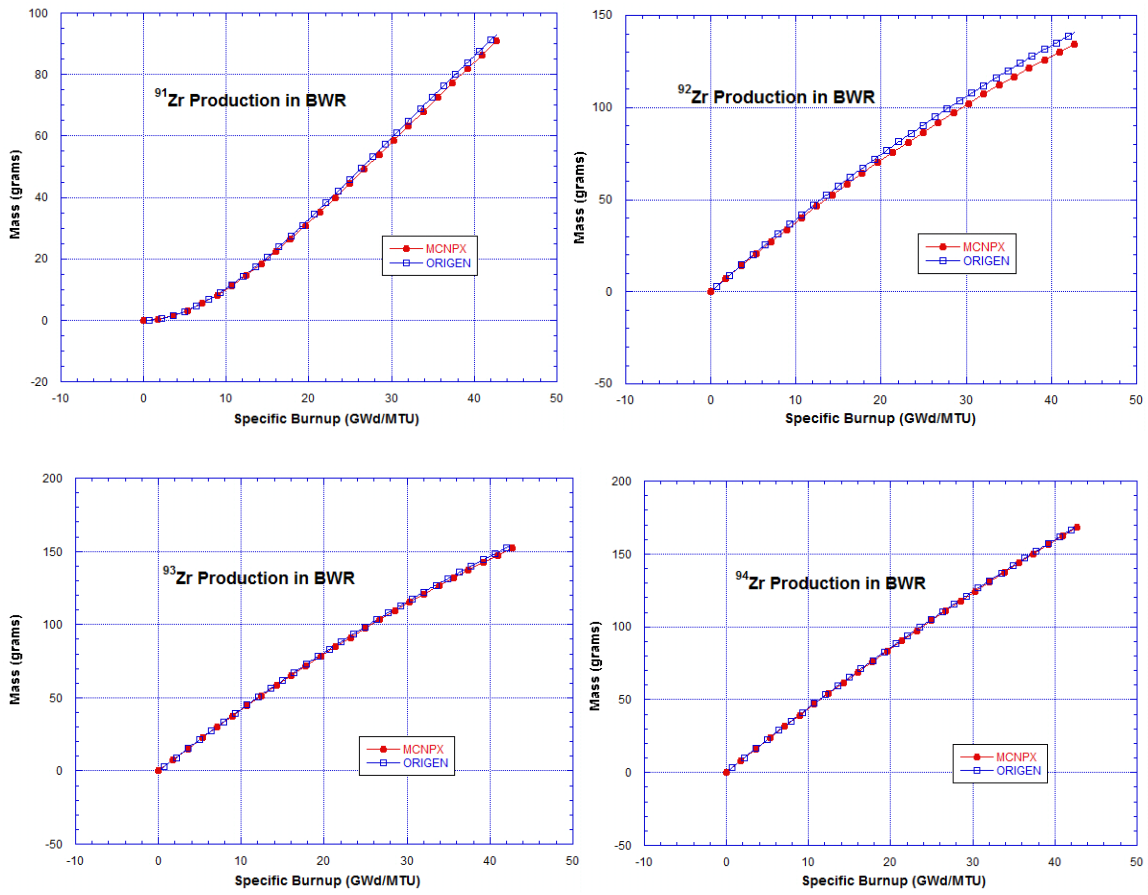 100
80
60
40
20
0
-20
Mass (grams)
⁹¹Zr Production in BWR
MCNPX
ORIGEN
-10 0 10 20 30 40 50
Specific Burnup (GWd/MTU)
150
100
50
0
-50
Mass (grams)
⁹²Zr Production in BWR
MCNPX
ORIGEN
-10 0 10 20 30 40 50
Specific Burnup (GWd/MTU)
200
150
100
50
0
-50
Mass (grams)
⁹³Zr Production in BWR
MCNPX
ORIGEN
-10 0 10 20 30 40 50
Specific Burnup (GWd/MTU)
200
150
100
50
0
-50
Mass (grams)
⁹⁴Zr Production in BWR
MCNPX
ORIGEN
-10 0 10 20 30 40 50
Specific Burnup (GWd/MTU)